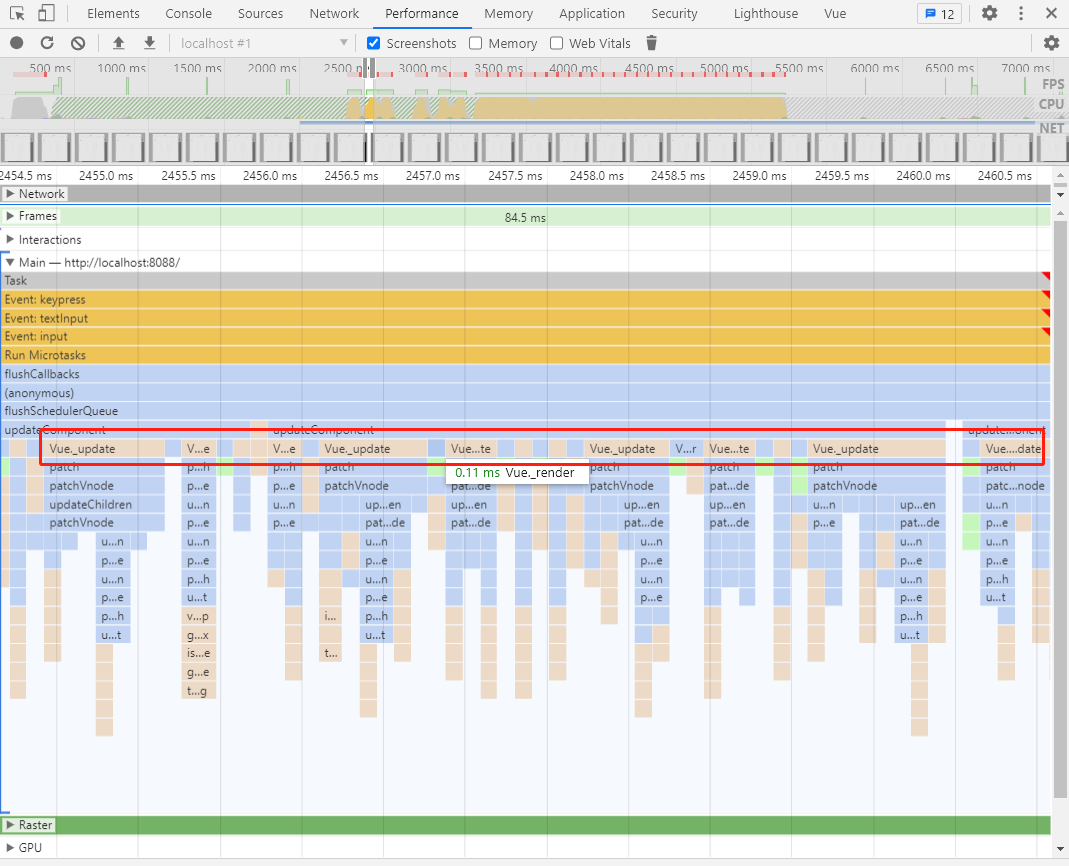 Elements Console Sources Network Performance Memory Application Security Lighthouse Vue 12
localhost #1 Screenshots Memory Web Vitals
500 ms 1000 ms 1500 ms 2000 ms 2500 3000 ms 3500 ms 4000 ms 4500 ms 5000 ms 5500 ms 6000 ms 6500 ms 7000 ms
FPS
CPU
NET
2454.5 ms 2455.0 ms 2455.5 ms 2456.0 ms 2456.5 ms 2457.0 ms 2457.5 ms 2458.0 ms 2458.5 ms 2459.0 ms 2459.5 ms 2460.0 ms 2460.5 ms
Network
Frames 84.5 ms
Interactions
Main — http://localhost:8088/
Task
Event: keypress
Event: textInput
Event: input
Run Microtasks
flushCallbacks
(anonymous)
flushSchedulerQueue
updateComponent updateComponent update...onent
Vue._update V...e V...e Vue._update Vue...te Vue._update V...r Vue...te Vue._update Vue....date
patch p...h p...h patch patch patch patch patch
0.11 ms Vue._render
patchVnode p...e p...e patchVnode pat...de patchVnode pat...de patchVnode patc...node
updateChildren u...n u...n up...en up...en up...en up...en up...en u...n
patchVnode p...e p...e pat...de pat...de pat...de pat...de p...e pat...de p...e
u...n u...n u...n u...n u...n u...n
p...e p...e p...e p...e p...e p...e
u...n p...h u...n u...n u...n p...h
p...e u...t p...e p...e p...e u...t
p...h v...p i... p...h p...h
u...t g...x u...t u...t
is...e t...
g...e
t...g
Raster
GPU